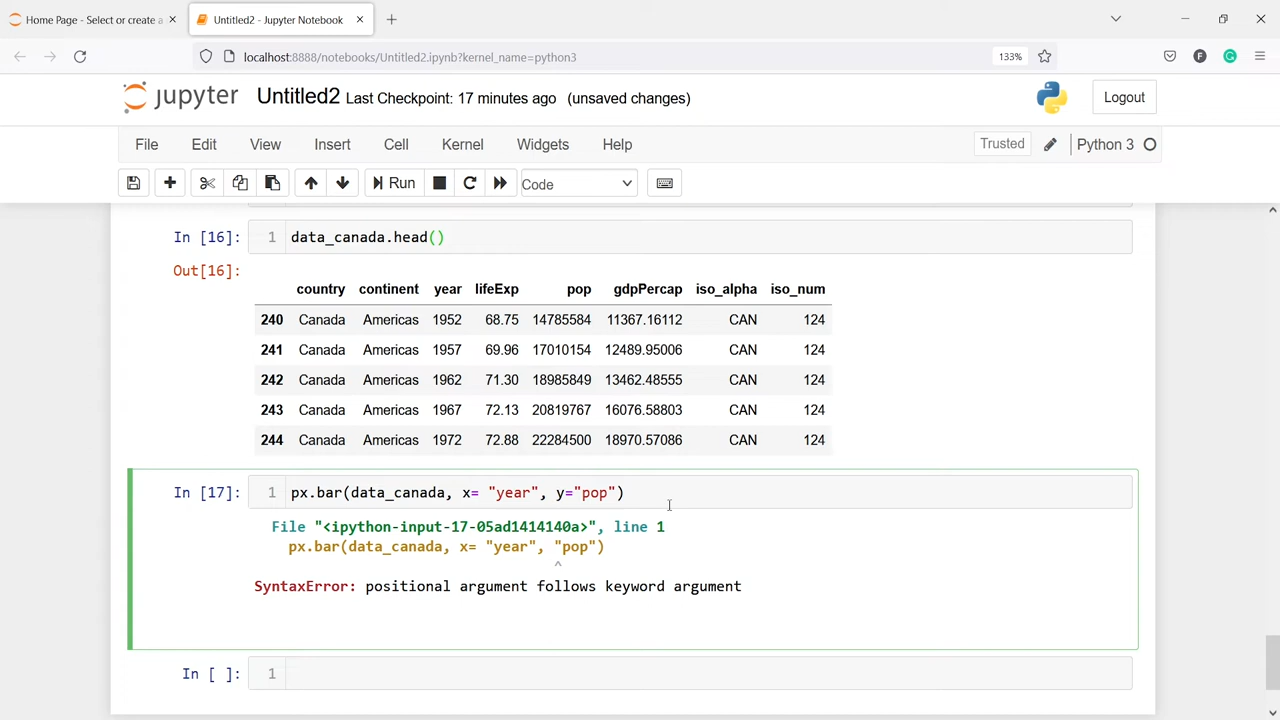 Home Page - Select or create a
Untitled2 - Jupyter Notebook
localhost:8888/notebooks/Untitled2.ipynb?kernel_name=python3
133%
jupyter Untitled2 Last Checkpoint: 17 minutes ago (unsaved changes)
Logout
File Edit View Insert Cell Kernel Widgets Help
Trusted Python 3
Run Code
In [16]: 1 data_canada.head()
Out[16]:
country continent year lifeExp pop gdpPercap iso_alpha iso_num
240 Canada Americas 1952 68.75 14785584 11367.16112 CAN 124
241 Canada Americas 1957 69.96 17010154 12489.95006 CAN 124
242 Canada Americas 1962 71.30 18985849 13462.48555 CAN 124
243 Canada Americas 1967 72.13 20819767 16076.58803 CAN 124
244 Canada Americas 1972 72.88 22284500 18970.57086 CAN 124
In [17]: 1 px.bar(data_canada, x= "year", y="pop")
File "<ipython-input-17-05ad1414140a>", line 1
px.bar(data_canada, x= "year", "pop")
^
SyntaxError: positional argument follows keyword argument
In [ ]: 1